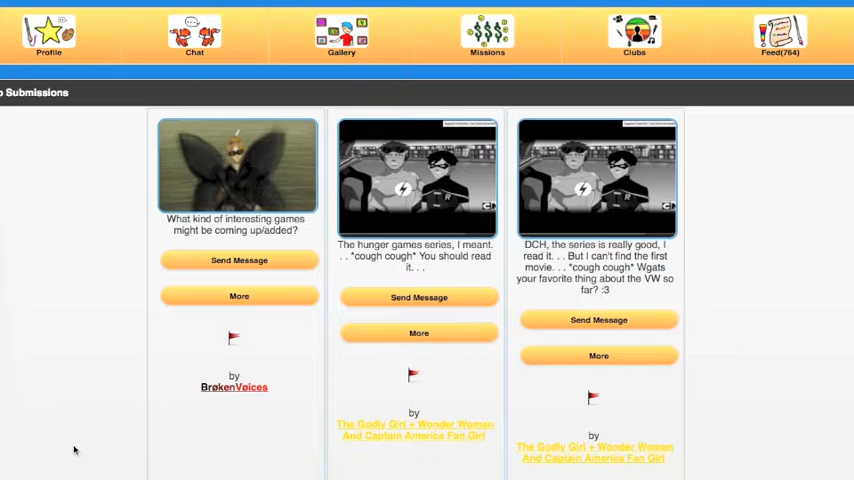 Profile
Chat
Gallery
Missions
Clubs
Feed(764)
o Submissions
What kind of interesting games
might be coming up/added?
Send Message
More
by
BrøkenVøices
The hunger games series, I meant.
. . *cough cough* You should read
it. . .
Send Message
More
by
The Godly Girl + Wonder Woman
And Captain America Fan Girl
DCH, the series is really good, I
read it. . . But I can't find the first
movie. . . *cough cough* Wgats
your favorite thing about the VW so
far? :3
Send Message
More
by
The Godly Girl + Wonder Woman
And Captain America Fan Girl